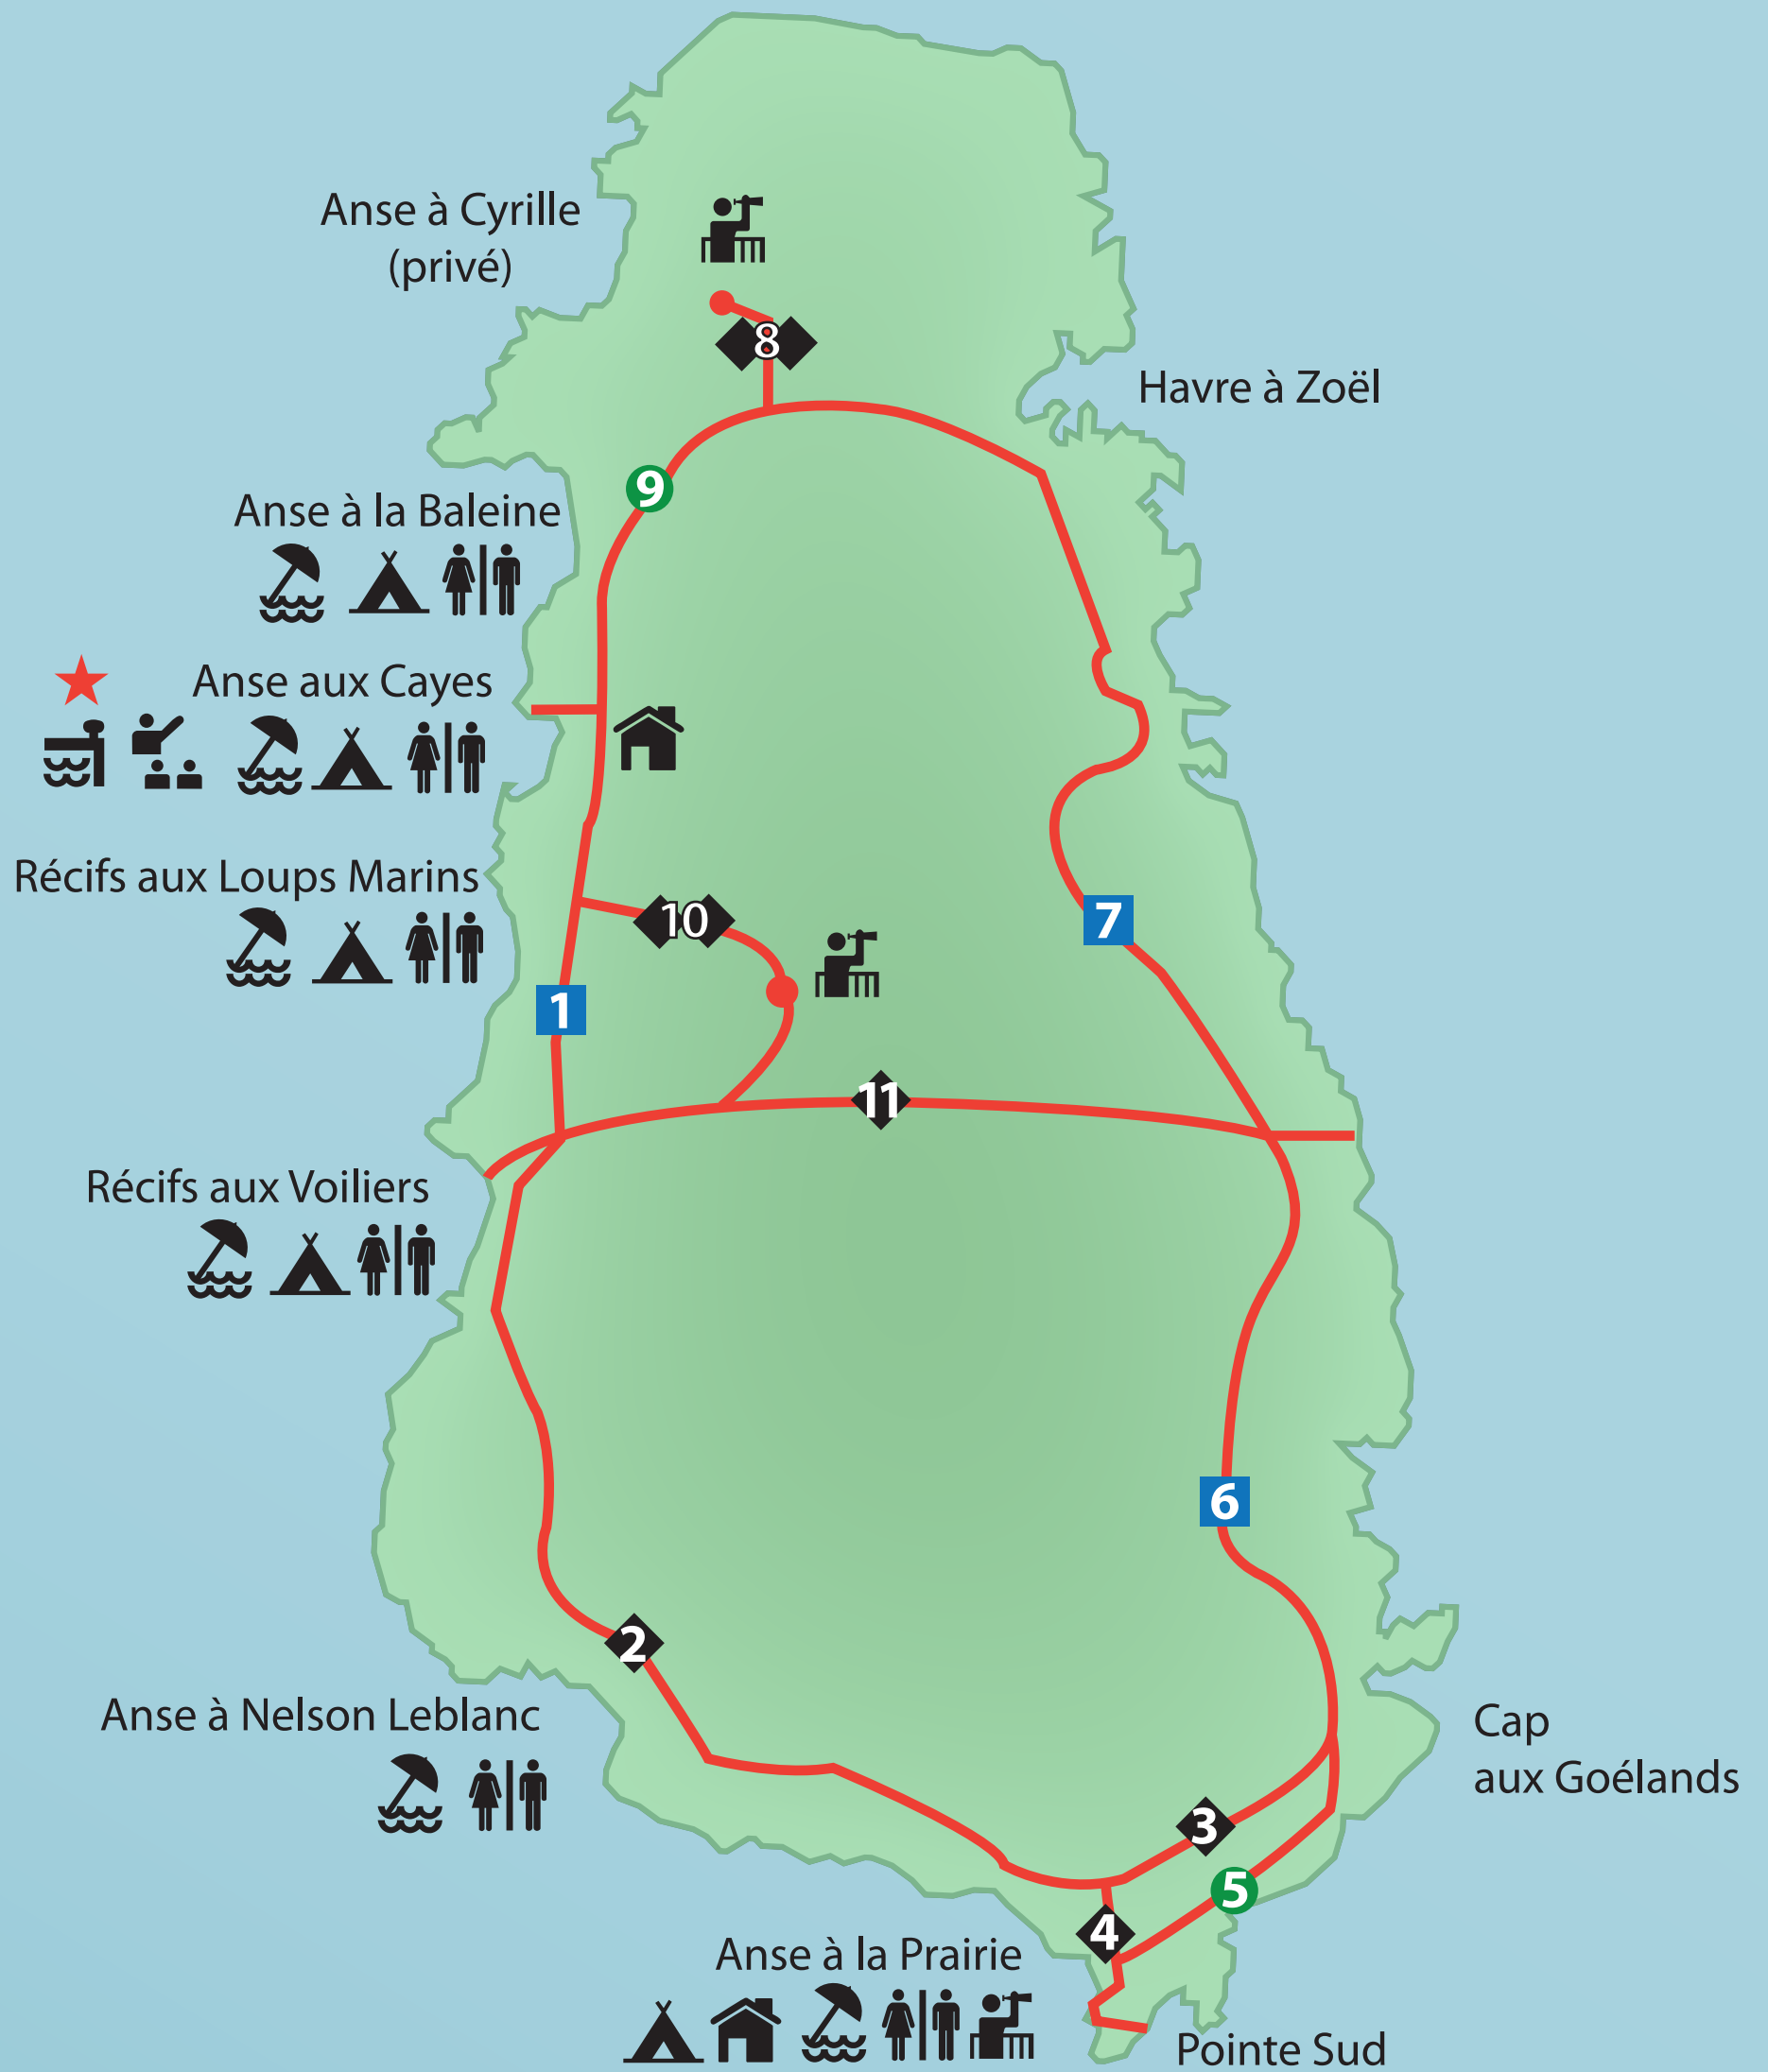 Anse à Cyrille
(privé)
8
Havre à Zoël
9
Anse à la Baleine
Anse aux Cayes
Récifs aux Loups Marins
10
7
1
11
Récifs aux Voiliers
6
2
Anse à Nelson Leblanc
Cap
aux Goélands
3
5
4
Anse à la Prairie
Pointe Sud